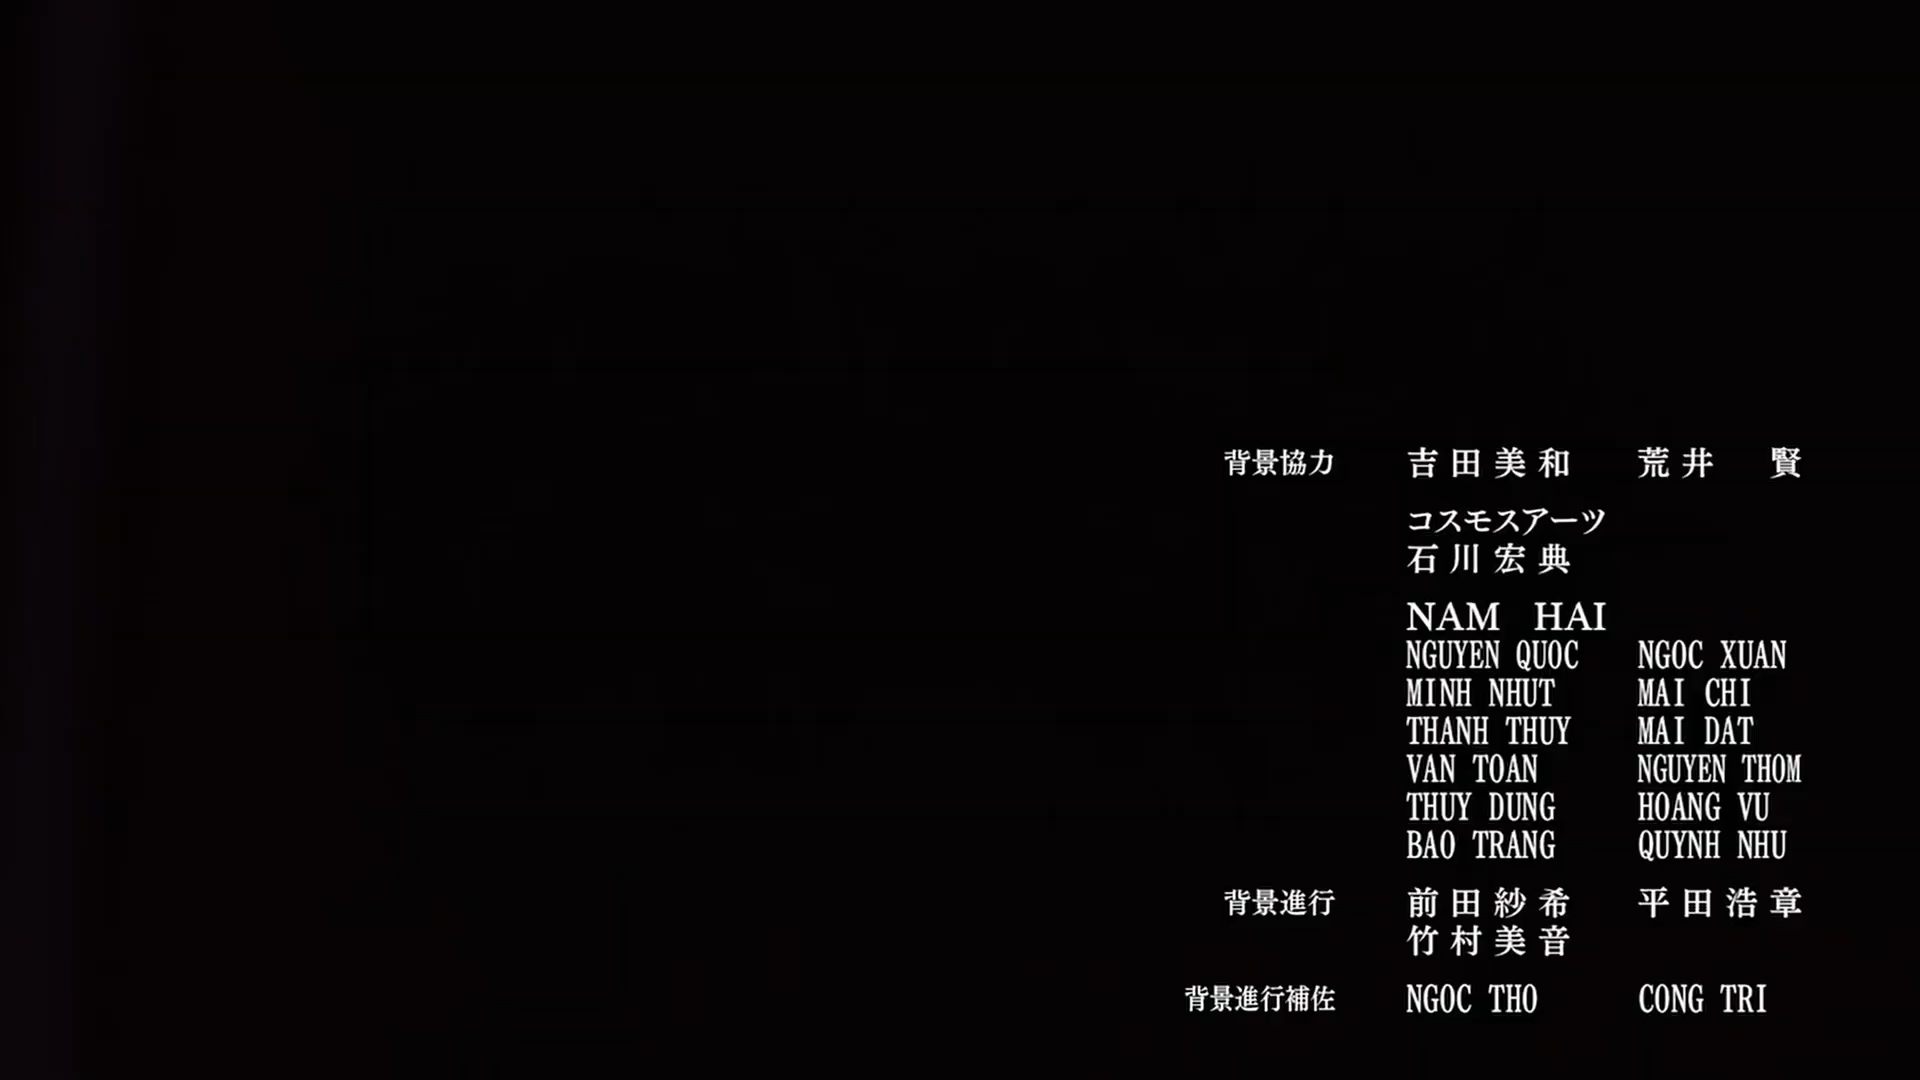 背景協力 吉田美和 荒井 賢
コスモスアーツ
石川宏典
NAM HAI
NGUYEN QUOC NGOC XUAN
MINH NHUT MAI CHI
THANH THUY MAI DAT
VAN TOAN NGUYEN THOM
THUY DUNG HOANG VU
BAO TRANG QUYNH NHU
背景進行 前田紗希 平田浩章
竹村美音
背景進行補佐 NGOC THO CONG TRI